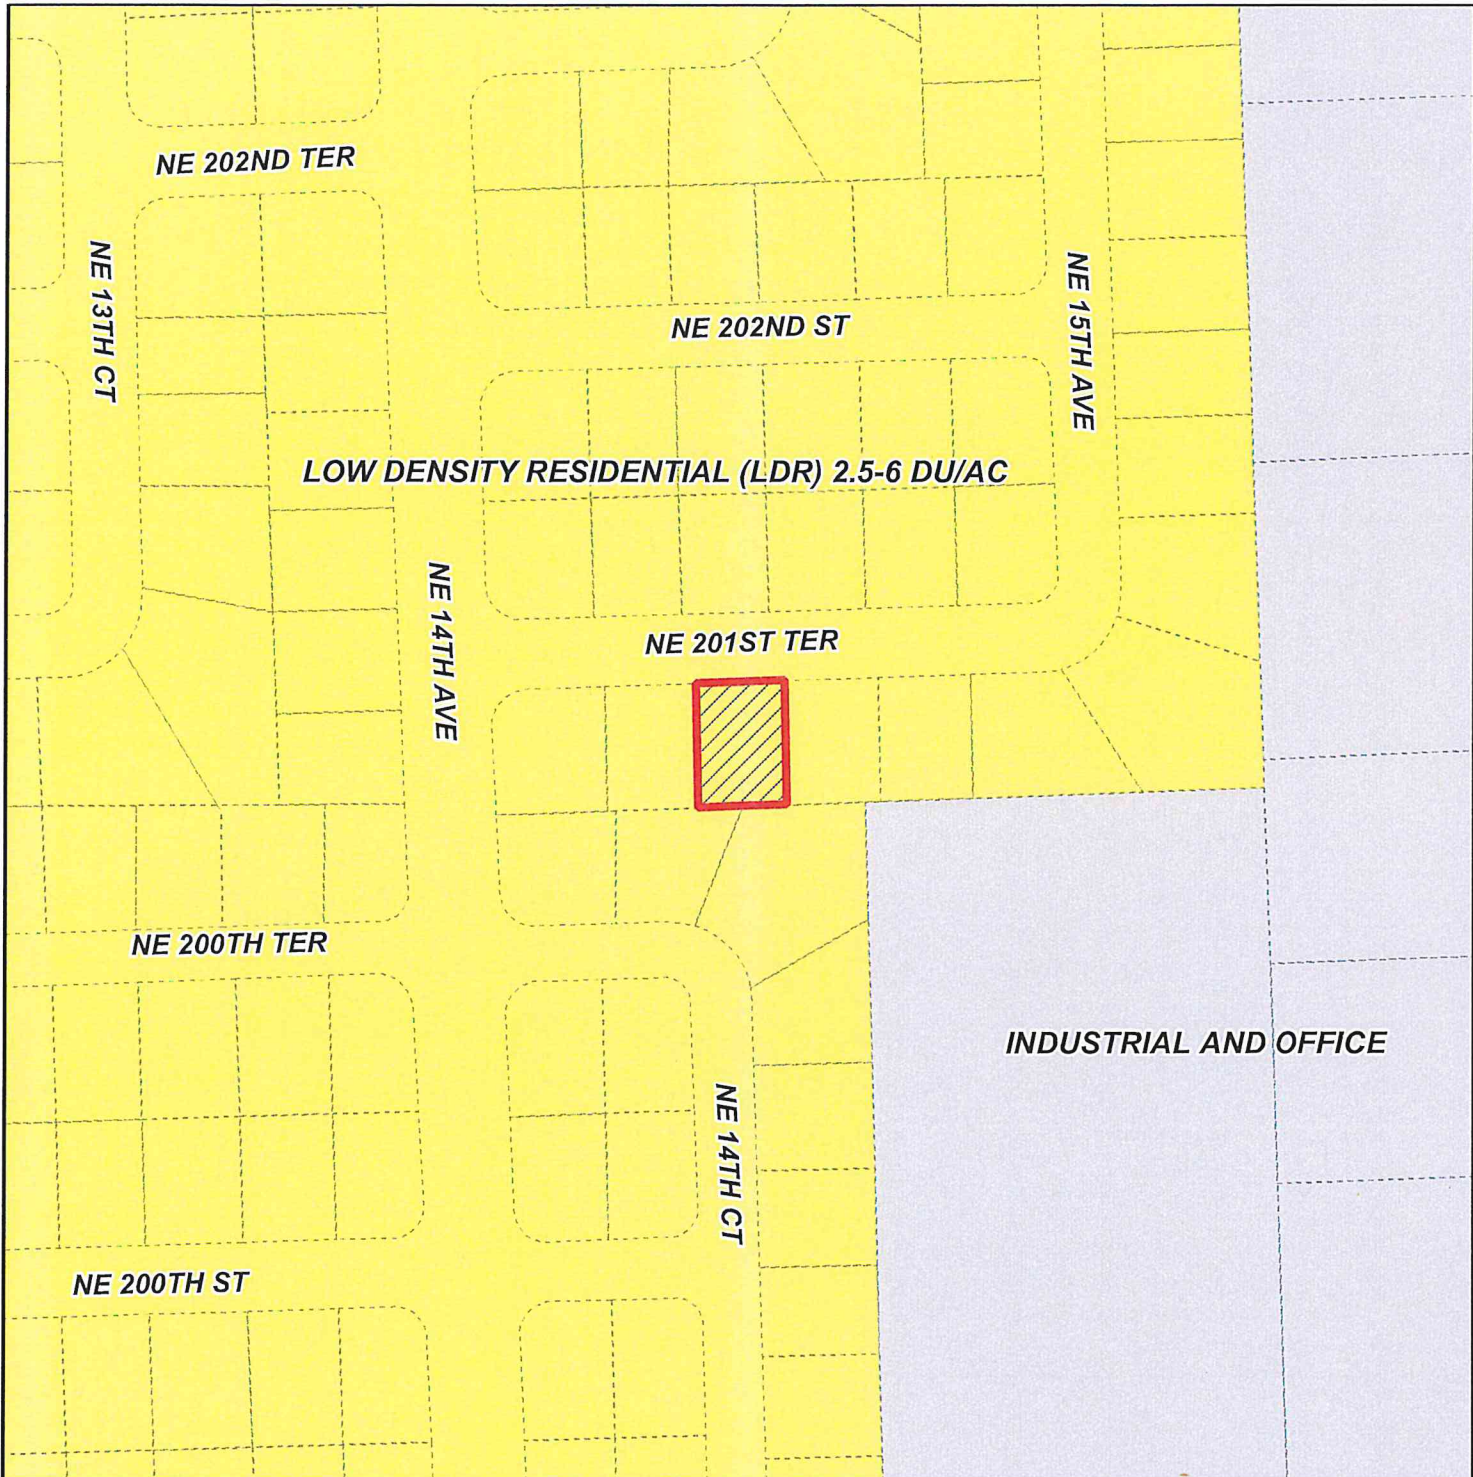 NE 202ND TER
NE 13TH CT
NE 202ND ST
NE 15TH AVE
LOW DENSITY RESIDENTIAL (LDR) 2.5-6 DU/AC
NE 14TH AVE
NE 201ST TER
NE 200TH TER
INDUSTRIAL AND OFFICE
NE 14TH CT
NE 200TH ST